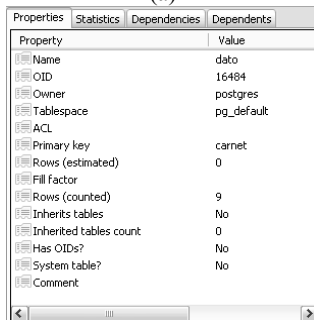 Properties Statistics Dependencies Dependents
Property Value
Name dato
OID 16484
Owner postgres
Tablespace pg_default
ACL
Primary key carnet
Rows (estimated) 0
Fill factor
Rows (counted) 9
Inherits tables No
Inherited tables count 0
Has OIDs? No
System table? No
Comment